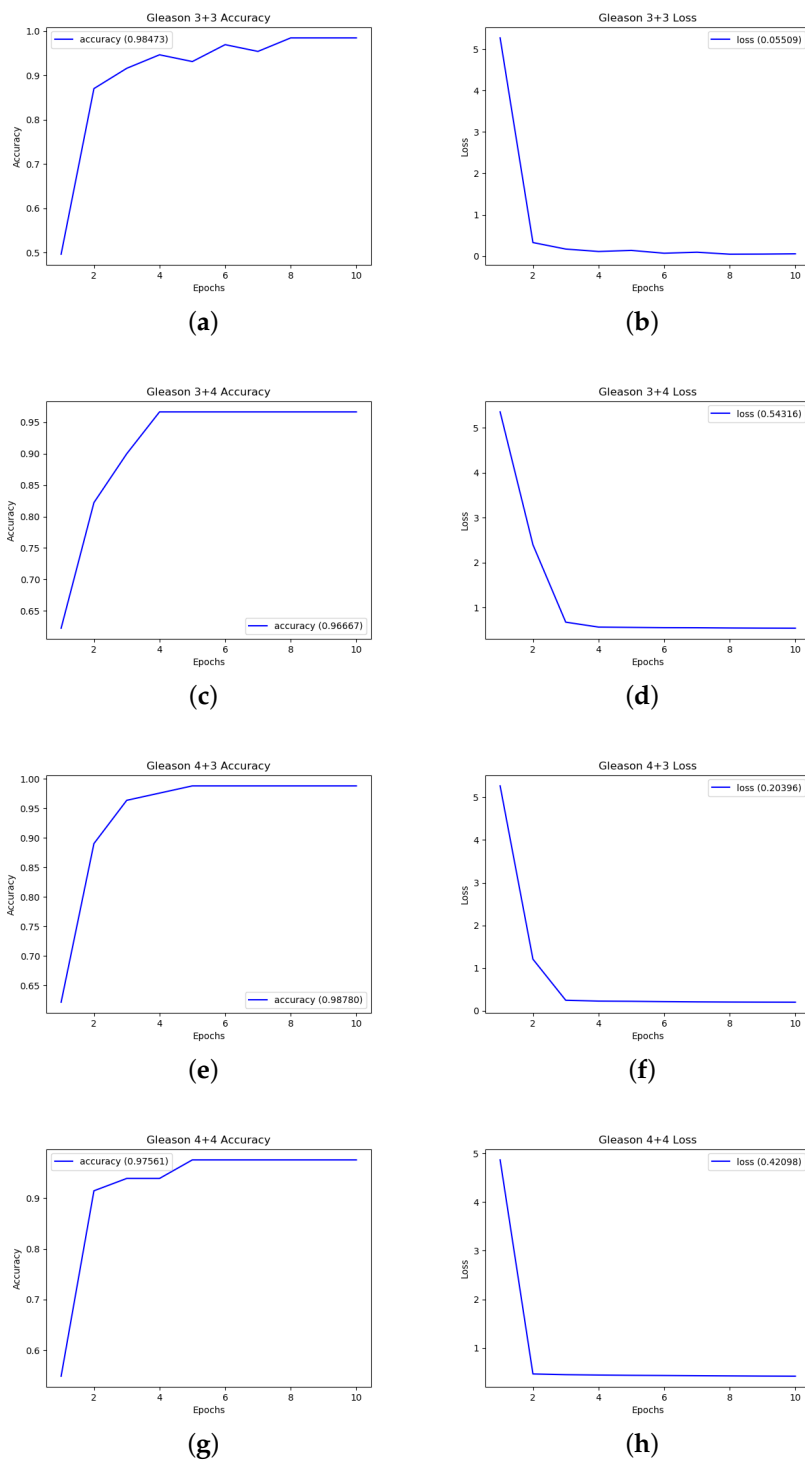 Gleason 3+3 Accuracy
accuracy (0.98473)
1.0
0.9
0.8
0.7
0.6
0.5
Accuracy
2 4 6 8 10
Epochs
(a)
Gleason 3+3 Loss
loss (0.05509)
5
4
3
2
1
0
Loss
2 4 6 8 10
Epochs
(b)
Gleason 3+4 Accuracy
0.95
0.90
0.85
0.80
0.75
0.70
0.65
Accuracy
accuracy (0.96667)
2 4 6 8 10
Epochs
(c)
Gleason 3+4 Loss
loss (0.54316)
5
4
3
2
1
Loss
2 4 6 8 10
Epochs
(d)
Gleason 4+3 Accuracy
1.00
0.95
0.90
0.85
0.80
0.75
0.70
0.65
Accuracy
accuracy (0.98780)
2 4 6 8 10
Epochs
(e)
Gleason 4+3 Loss
loss (0.20396)
5
4
3
2
1
0
Loss
2 4 6 8 10
Epochs
(f)
Gleason 4+4 Accuracy
accuracy (0.97561)
0.9
0.8
0.7
0.6
Accuracy
2 4 6 8 10
Epochs
(g)
Gleason 4+4 Loss
loss (0.42098)
5
4
3
2
1
Loss
2 4 6 8 10
Epochs
(h)